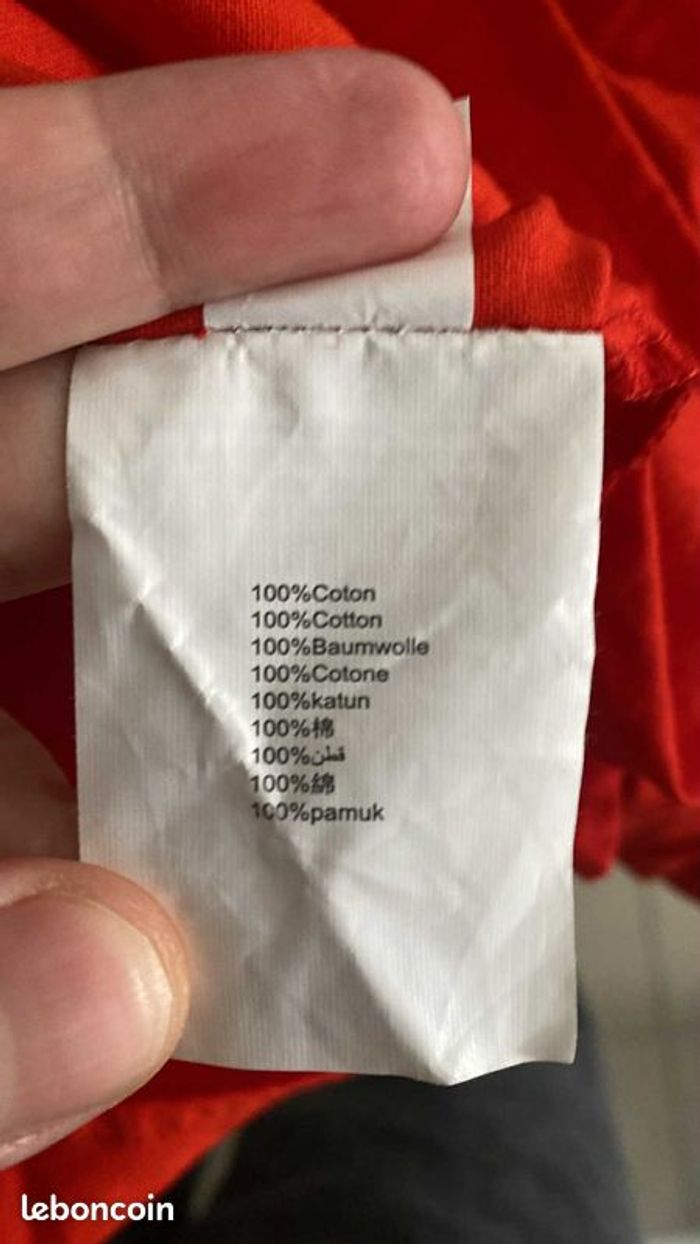 100%Coton
100%Cotton
100%Baumwolle
100%Cotone
100%katun
100%棉
100%قطن
100%綿
100%pamuk
leboncoin